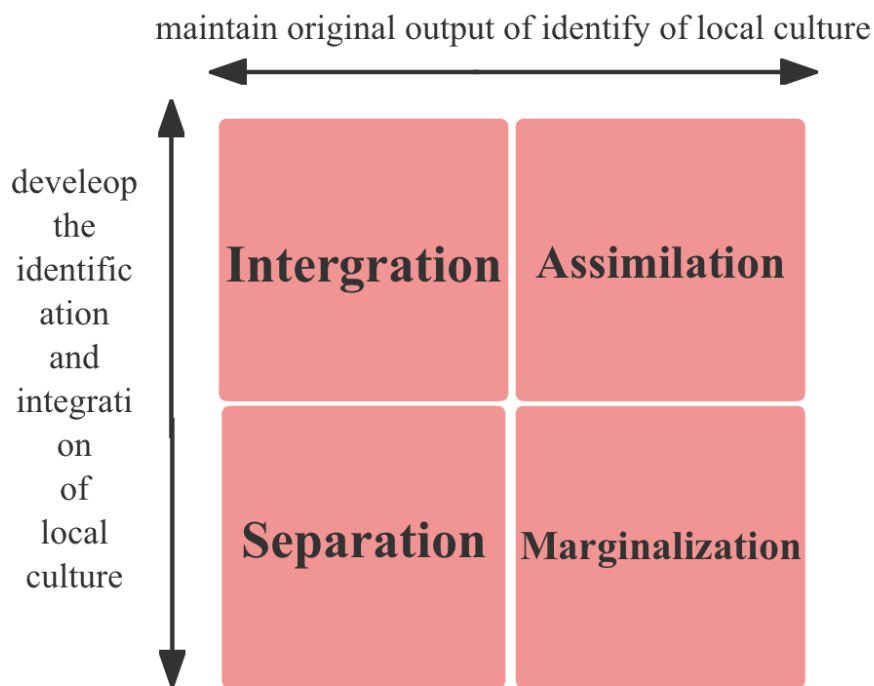 maintain original output of identify of local culture
develeop
the
identific
ation
and
integrati
on
of
local
culture
Intergration
Assimilation
Separation
Marginalization